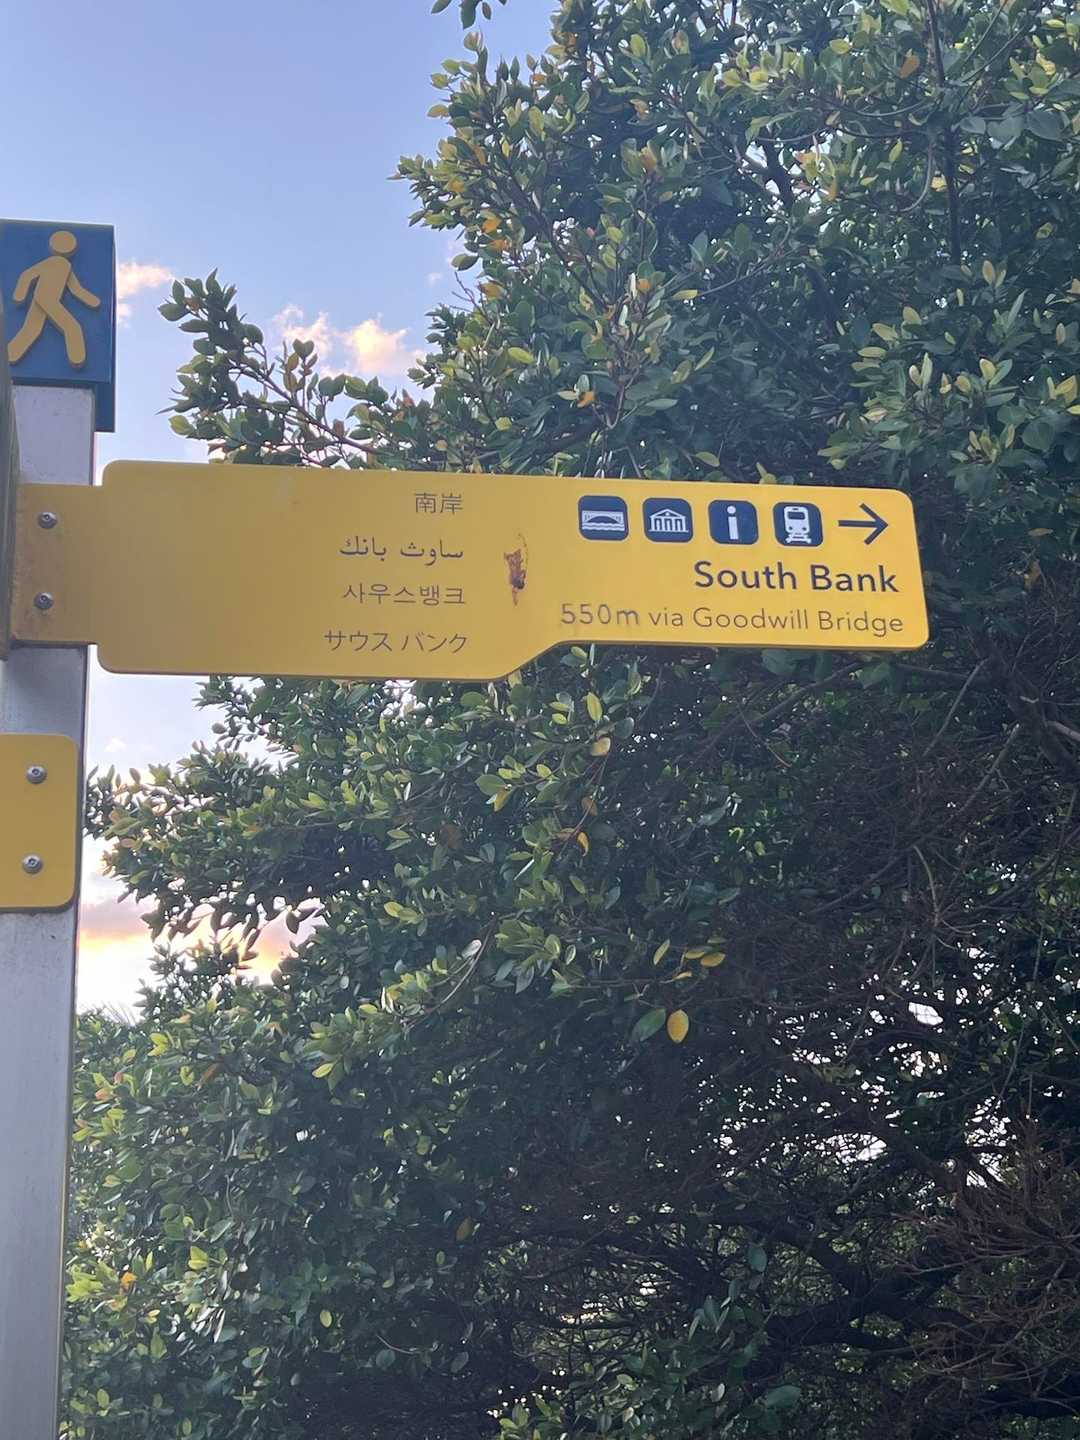 南岸
ساوث بانك
사우스뱅크
サウス バンク
South Bank
550m via Goodwill Bridge